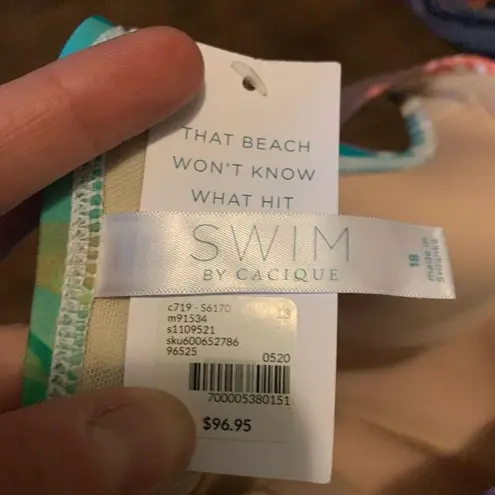 THAT BEACH
WON'T KNOW
WHAT HIT
SWIM
BY CACIQUE
18
made in
c719 - S6170
m91534
s1109521
sku600652786
96525
0520
700005380151
$96.95